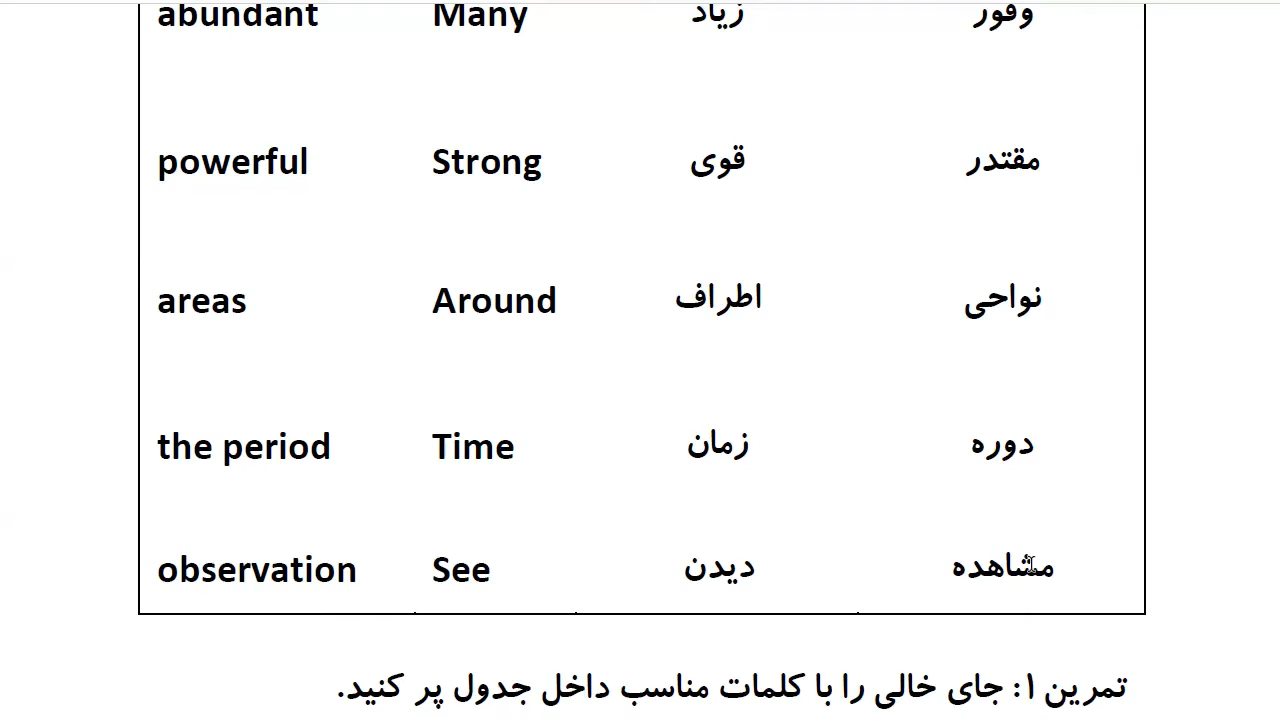 abundant Many زیاد وفور
powerful Strong قوی مقتدر
areas Around اطراف نواحی
the period Time زمان دوره
observation See دیدن مشاهده
تمرین ۱: جای خالی را با کلمات مناسب داخل جدول پر کنید.